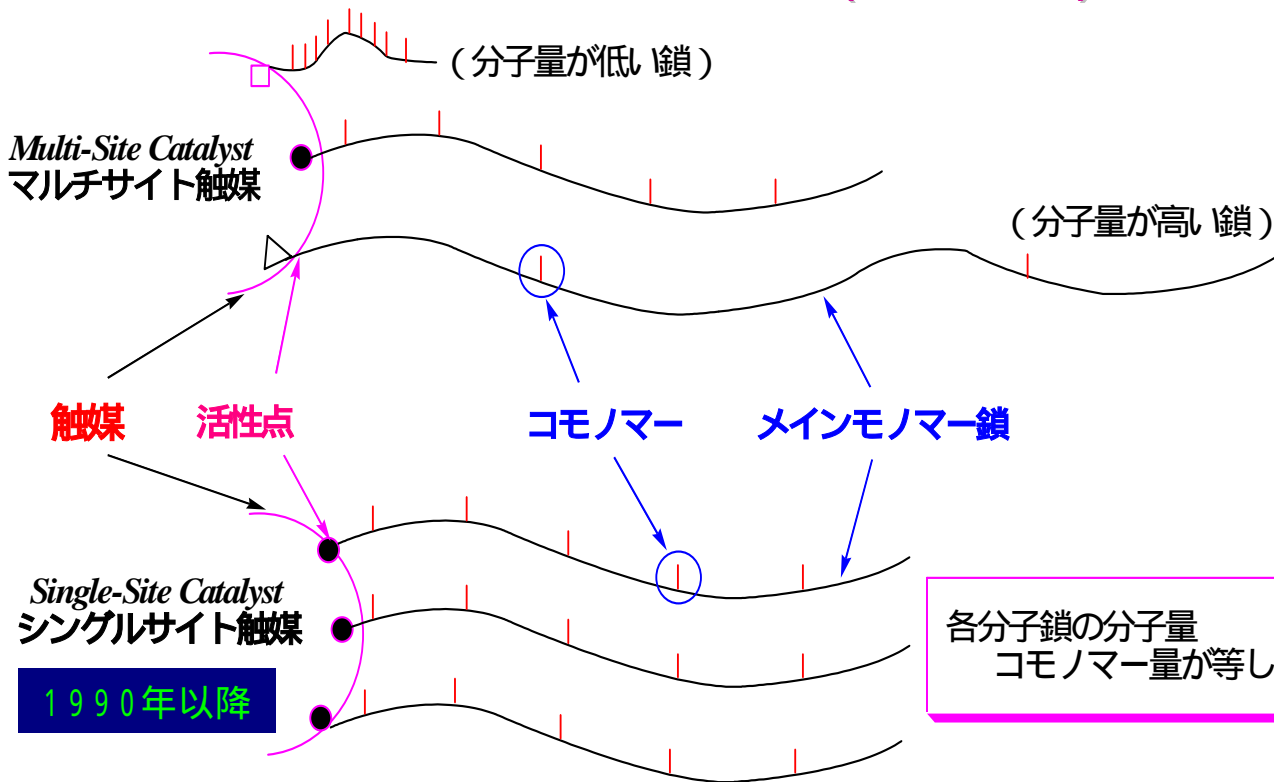 (分子量が低い鎖)
Multi-Site Catalyst
マルチサイト触媒
(分子量が高い鎖)
触媒
活性点
コモノマー
メインモノマー鎖
Single-Site Catalyst
シングルサイト触媒
各分子鎖の分子量
コモノマー量が等し
1990年以降